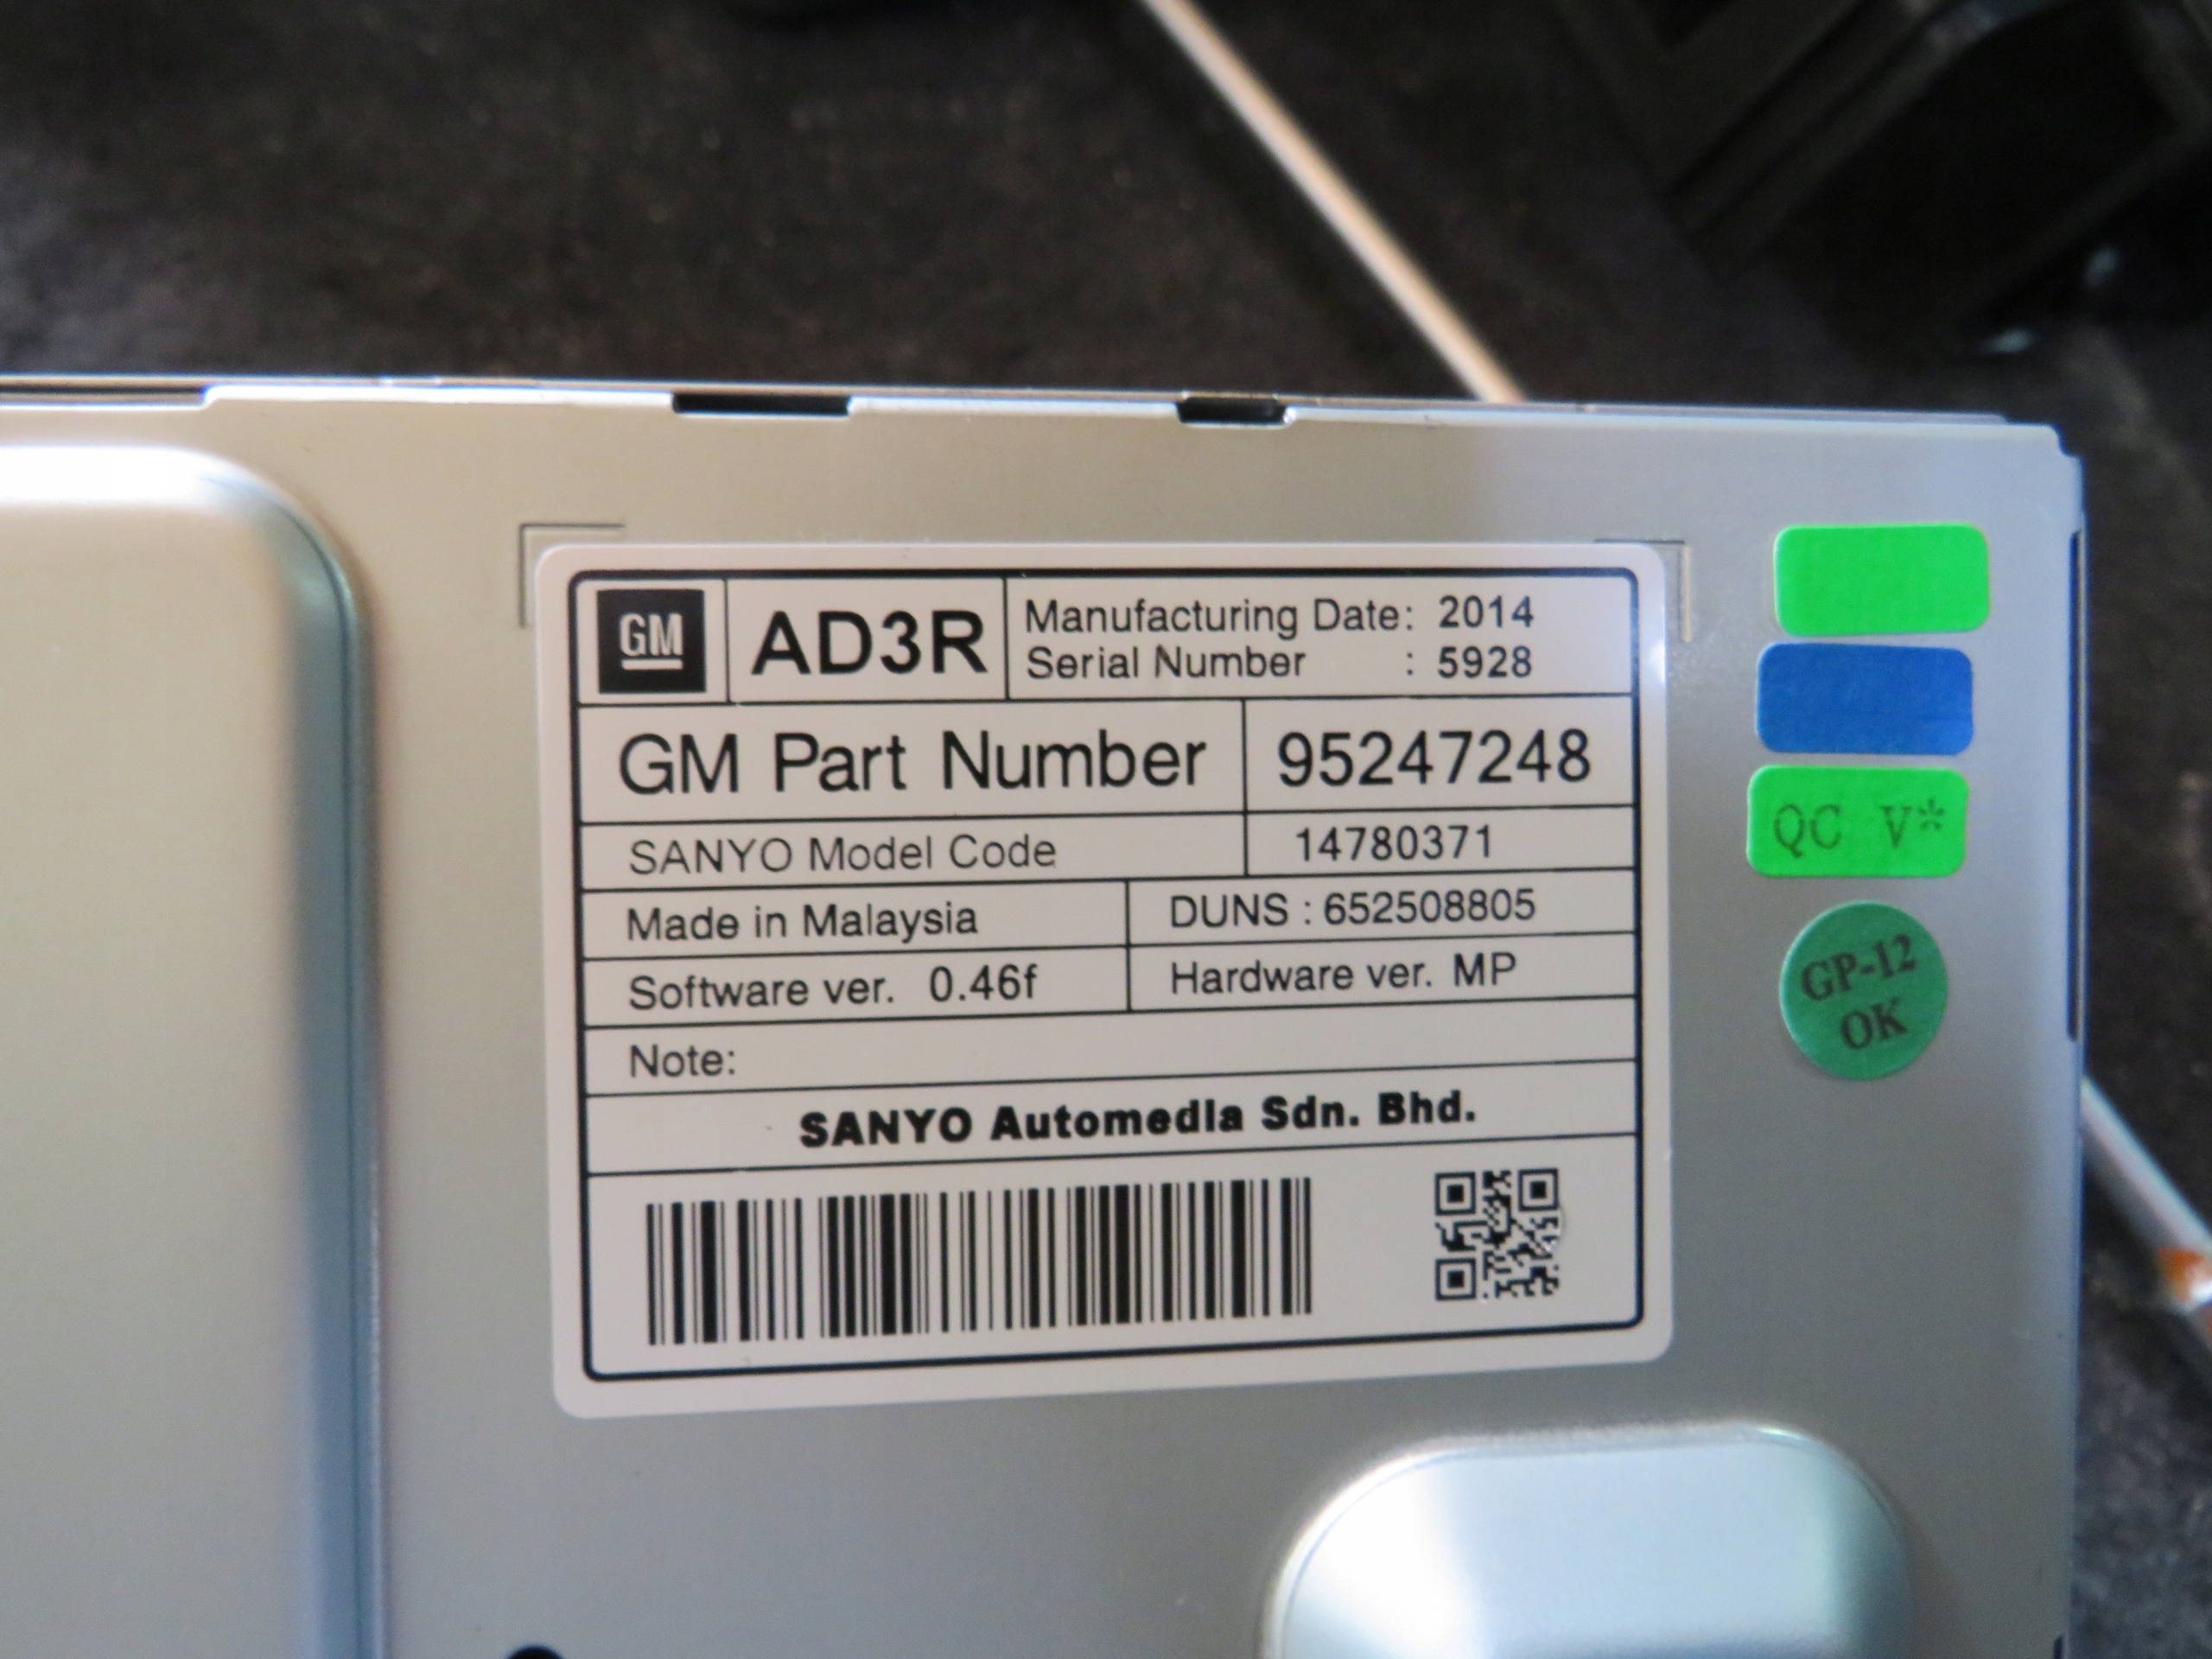 GM
AD3R
Manufacturing Date: 2014
Serial Number : 5928
GM Part Number 95247248
SANYO Model Code 14780371
Made in Malaysia DUNS : 652508805
Software ver. 0.46f Hardware ver. MP
Note:
SANYO Automedia Sdn. Bhd.
QC V*
GP-12
OK